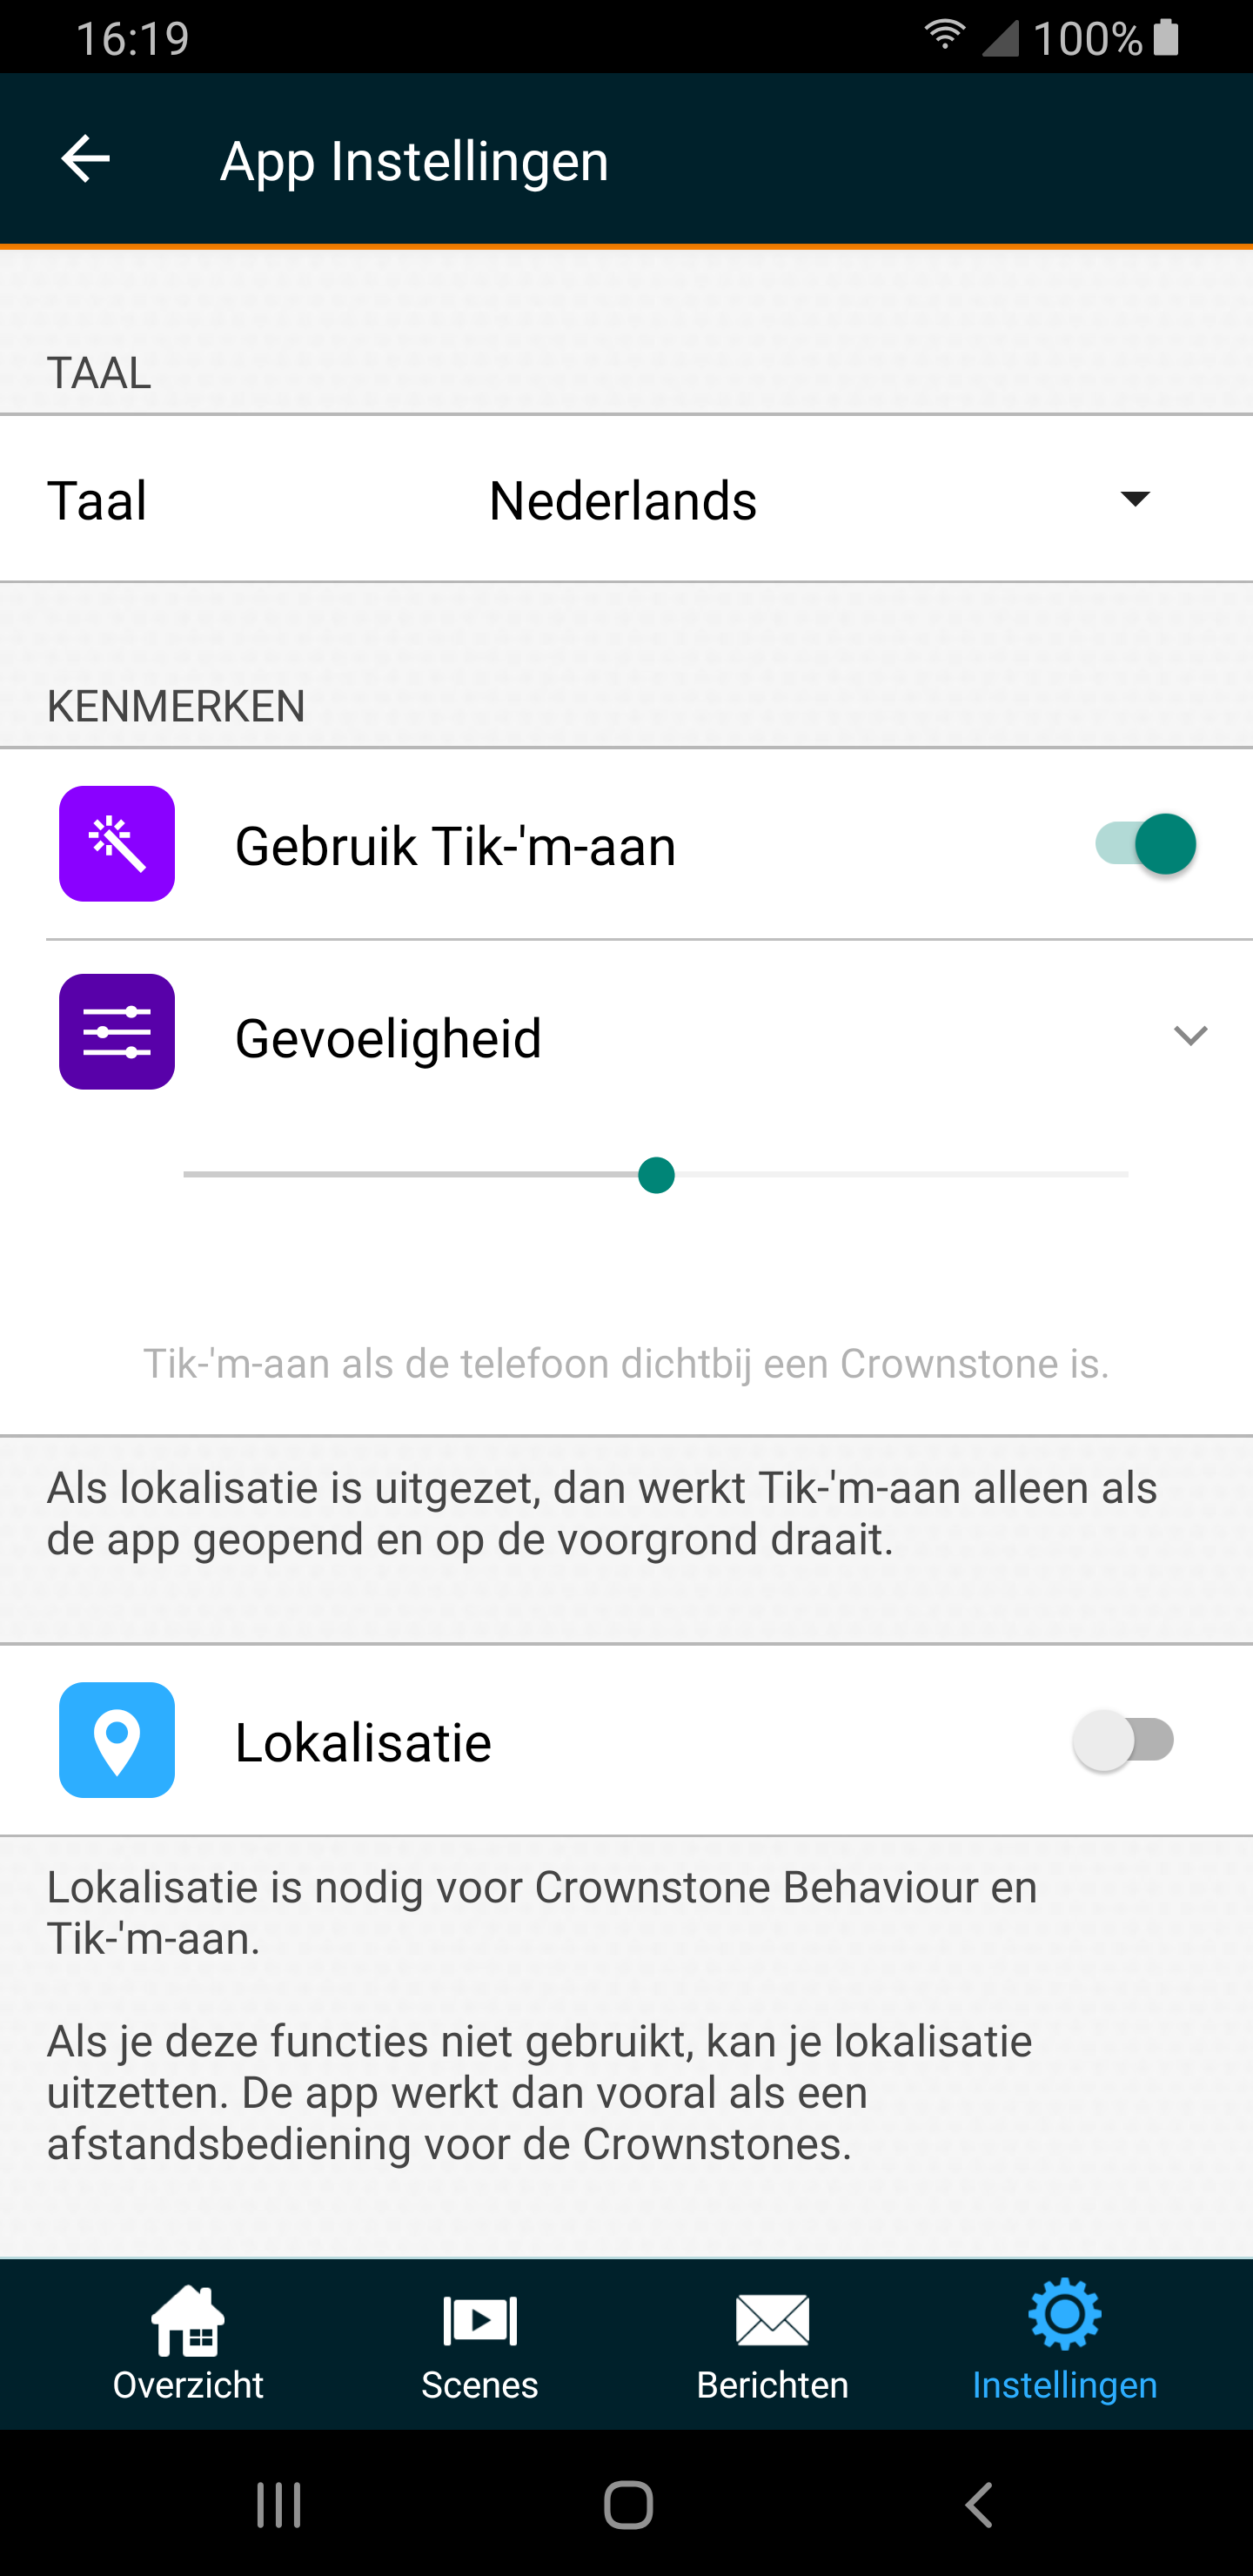 16:19
100%
App Instellingen
TAAL
Taal
Nederlands
KENMERKEN
Gebruik Tik-'m-aan
Gevoeligheid
Tik-'m-aan als de telefoon dichtbij een Crownstone is.
Als lokalisatie is uitgezet, dan werkt Tik-'m-aan alleen als
de app geopend en op de voorgrond draait.
Lokalisatie
Lokalisatie is nodig voor Crownstone Behaviour en
Tik-'m-aan.
Als je deze functies niet gebruikt, kan je lokalisatie
uitzetten. De app werkt dan vooral als een
afstandsbediening voor de Crownstones.
Overzicht
Scenes
Berichten
Instellingen